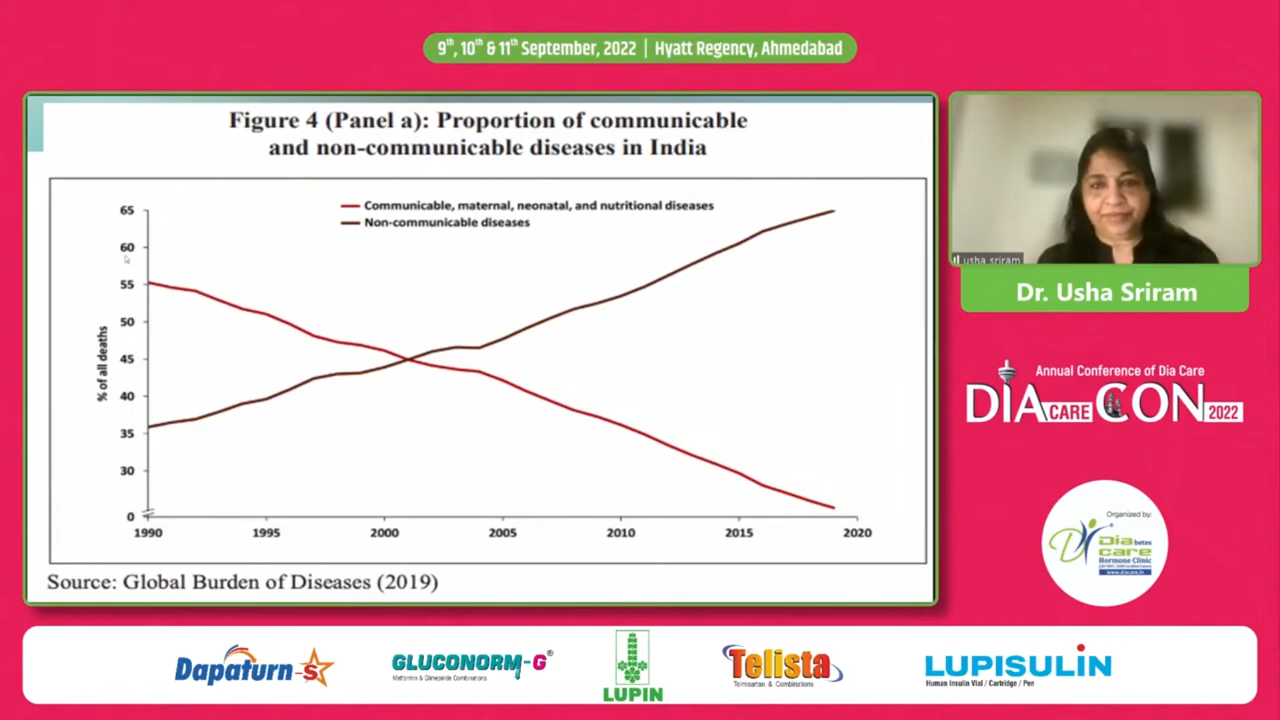 9th, 10th & 11th September, 2022 | Hyatt Regency, Ahmedabad
Figure 4 (Panel a): Proportion of communicable
and non-communicable diseases in India
Communicable, maternal, neonatal, and nutritional diseases
Non-communicable diseases
% of all deaths
65
60
55
50
45
40
35
30
0
1990 1995 2000 2005 2010 2015 2020
Source: Global Burden of Diseases (2019)
usha sriram
Dr. Usha Sriram
Annual Conference of Dia Care
DIA CARE CON 2022
Organized by:
Diabetes
care
Hormone Clinic
www.diacare.in
Dapaturn-S
GLUCONORM-G®
Metformin & Glimepiride Combinations
LUPIN
Telista
Telmisartan & Combinations
LUPISULIN
Human Insulin Vial / Cartridge / Pen